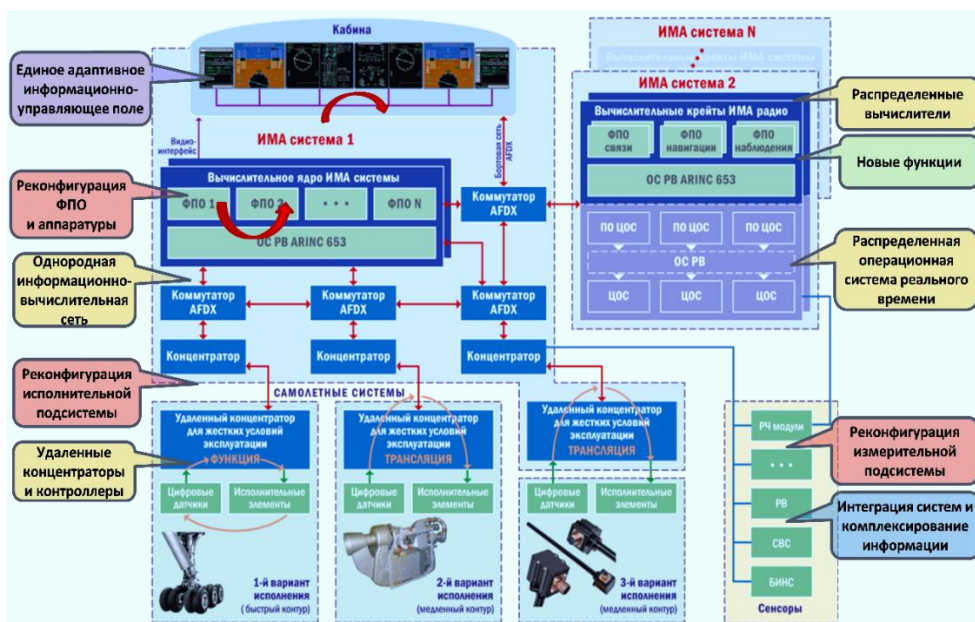 Кабина
ИМА система N
Вычислительные крейты ИМА системы
Единое адаптивное
информационно-
управляющее поле
ИМА система 2
Вычислительные крейты ИМА радио
ФПО
связи
ФПО
навигации
ФПО
наблюдения
ОС РВ ARINC 653
Распределенные
вычислители
Новые функции
Видео-
интерфейс
ИМА система 1
Бортовая сеть
AFDX
Вычислительное ядро ИМА системы
ФПО 1
ФПО 2
• • •
ФПО N
ОС РВ ARINC 653
Коммутатор
AFDX
Реконфигурация
ФПО
и аппаратуры
ПО ЦОС
ПО ЦОС
ПО ЦОС
ОС РВ
ЦОС
ЦОС
ЦОС
Распределенная
операционная
система реального
времени
Однородная
информационно-
вычислительная
сеть
Коммутатор
AFDX
Коммутатор
AFDX
Коммутатор
AFDX
Концентратор
Концентратор
Концентратор
Реконфигурация
исполнительной
подсистемы
САМОЛЕТНЫЕ СИСТЕМЫ
Удаленные
концентраторы
и контроллеры
Удаленный концентратор
для жестких условий
эксплуатации
ФУНКЦИЯ
Цифровые
датчики
Исполнительные
элементы
1-й вариант
исполнения
( быстрый контур)
Удаленный концентратор
для жестких условий
эксплуатации
ТРАНСЛЯЦИЯ
Цифровые
датчики
Исполнительные
элементы
2-й вариант
исполнения
(медленный контур)
Удаленный концентратор
для жестких условий
эксплуатации
ТРАНСЛЯЦИЯ
Цифровые
датчики
Исполнительные
элементы
3-й вариант
исполнения
(медленный контур)
РЧ модули
• • •
РВ
СВС
БИНС
Сенсоры
Реконфигурация
измерительной
подсистемы
Интеграция систем и
комплексирование
информации